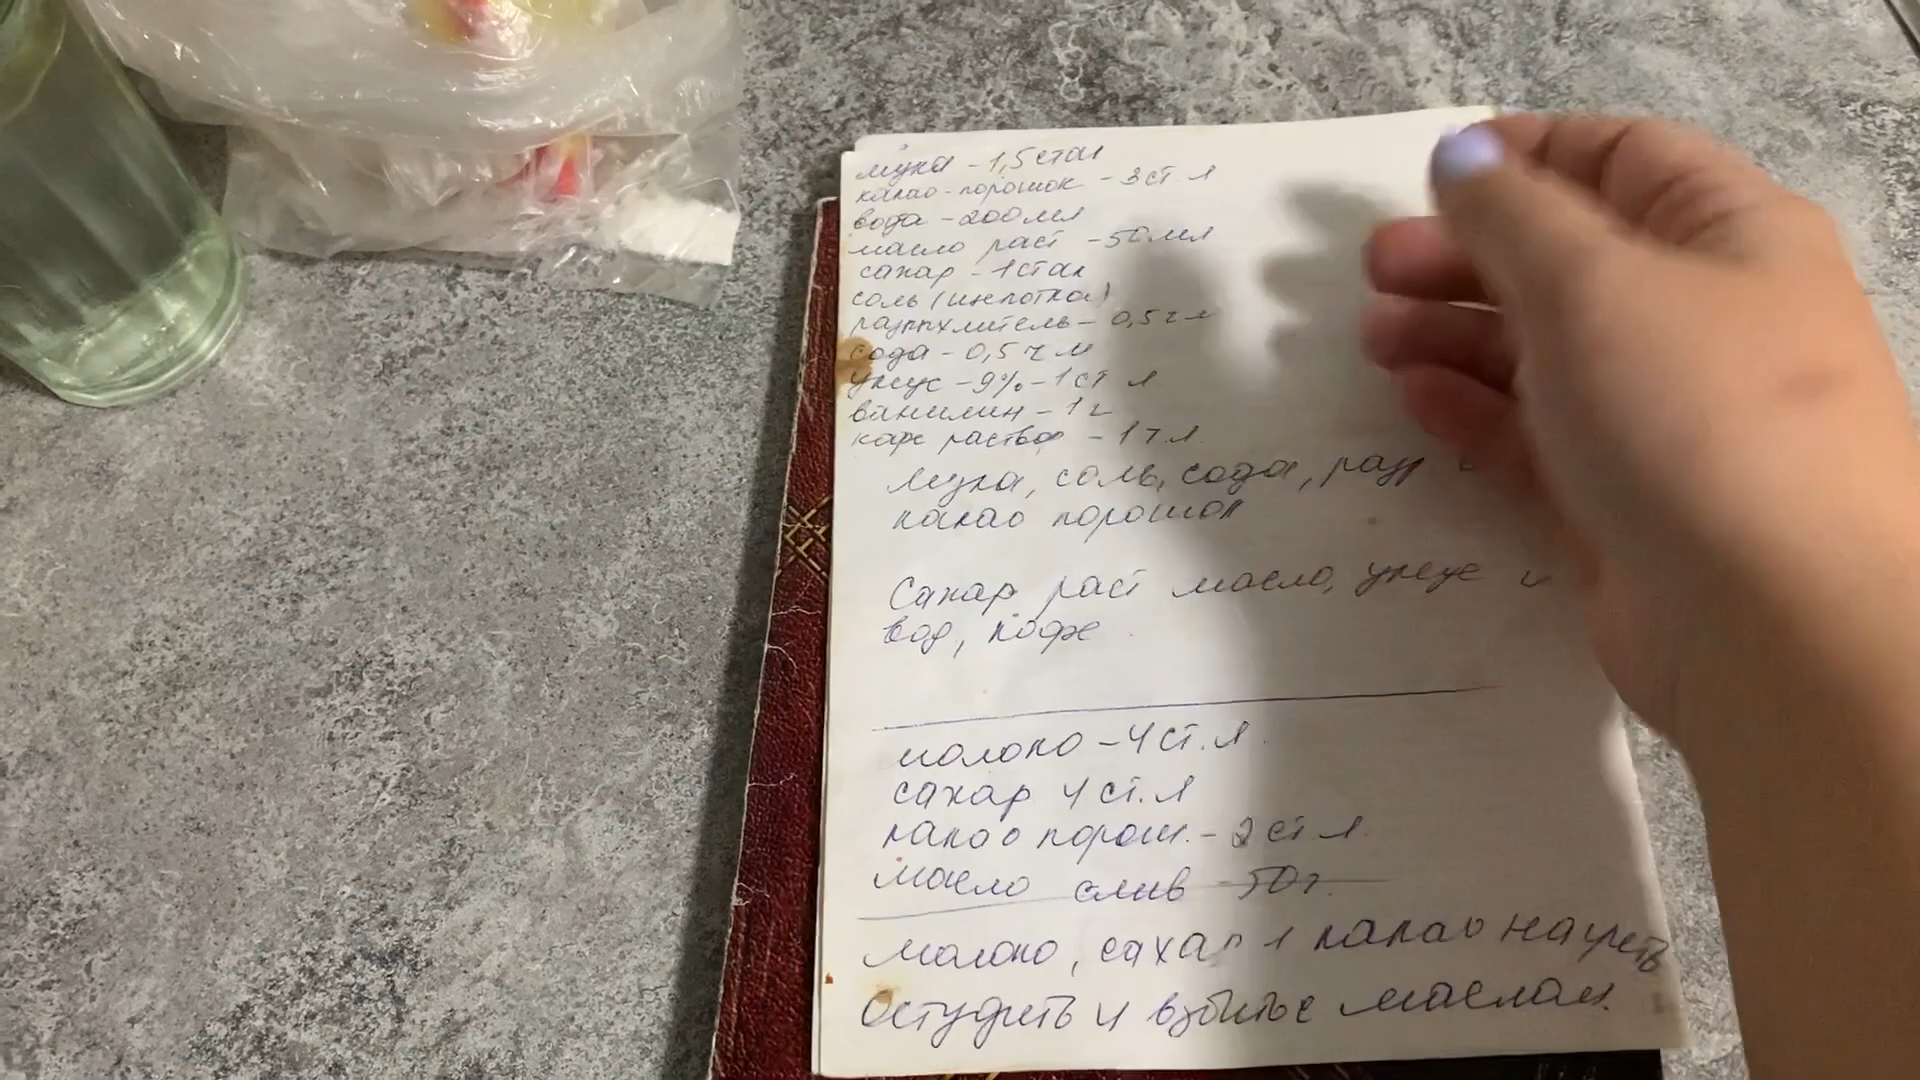 мука - 1,5 стак
какао-порошок - 3 ст л
вода - 200 мл
масло раст - 50 мл
сахар - 1 стак
соль (щепотка)
разрыхлитель - 0,5 ч л
сода - 0,5 ч л
уксус - 9% - 1 ст л
ванилин - 1 г
кофе раствор - 1 ч л.
Мука, соль, сода, разр
какао порошок
Сахар раст масло, уксус и
вод, кофе.
молоко - 4 ст. л.
сахар 4 ст. л
какао порош. - 2 ст л.
масло слив - 50 г.
Молоко, сахар и какао нагреть
Остудить и взбить с маслом.